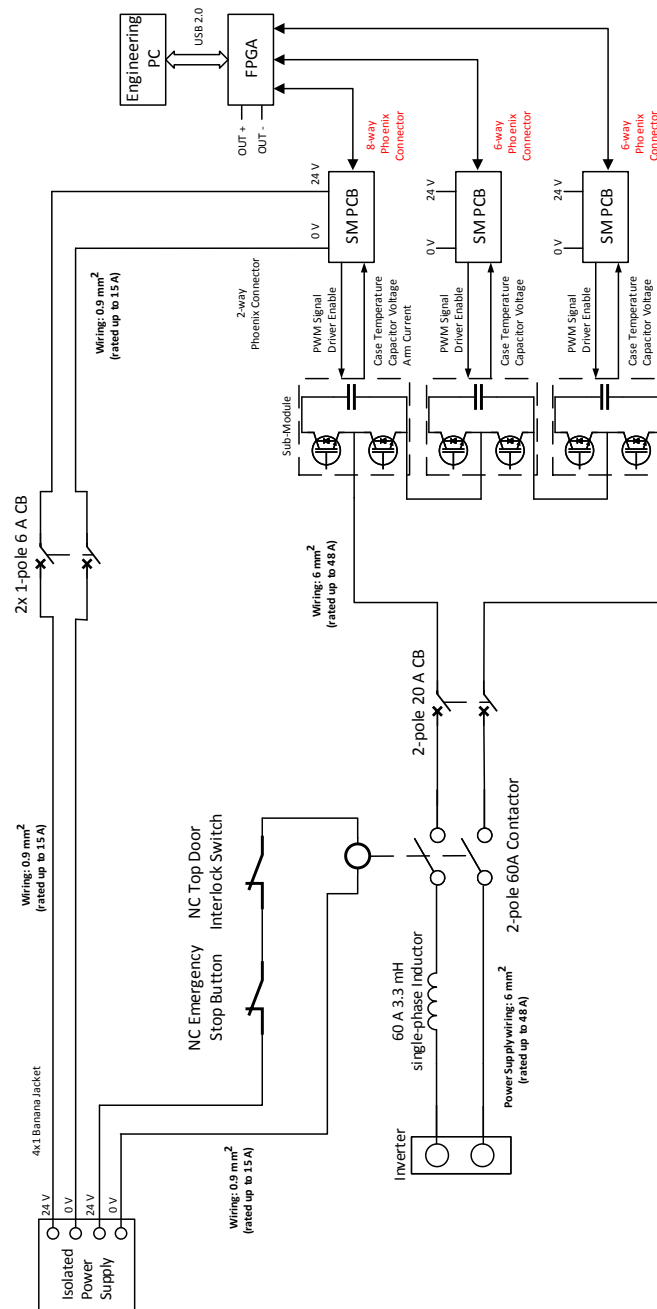 Isolated
Power
Supply
24 V
0 V
24 V
0 V
4x1 Banana Jacket
Wiring: 0.9 mm²
(rated up to 15 A)
2x 1-pole 6 A CB
Wiring: 0.9 mm²
(rated up to 15 A)
2-way
Phoenix Connector
0 V
24 V
SM PCB
8-way
Phoenix
Connector
Engineering
PC
USB 2.0
FPGA
OUT +
OUT -
Wiring: 0.9 mm²
(rated up to 15 A)
NC Emergency
Stop Button
NC Top Door
Interlock Switch
Inverter
60 A 3.3 mH
single-phase Inductor
Power Supply wiring: 6 mm²
(rated up to 48 A)
2-pole 60A Contactor
2-pole 20 A CB
Wiring: 6 mm²
(rated up to 48 A)
Sub-Module
PWM Signal
Driver Enable
Case Temperature
Capacitor Voltage
Arm Current
PWM Signal
Driver Enable
Case Temperature
Capacitor Voltage
0 V
24 V
SM PCB
6-way
Phoenix
Connector
PWM Signal
Driver Enable
Case Temperature
Capacitor Voltage
0 V
24 V
SM PCB
6-way
Phoenix
Connector